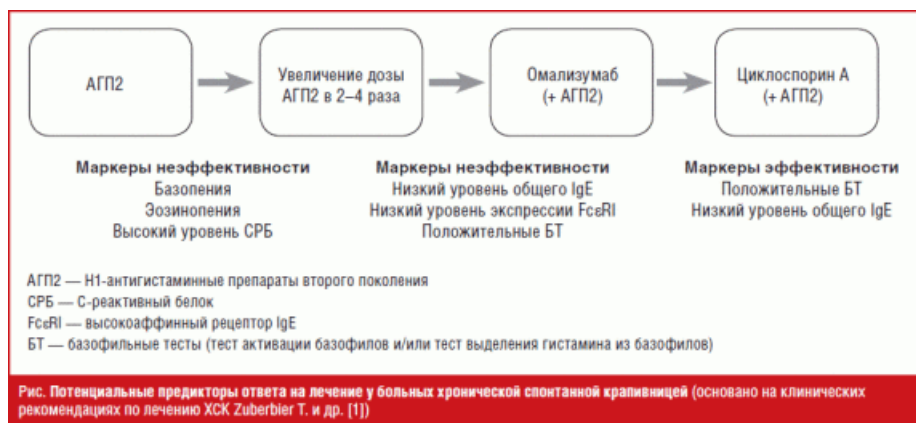 АГП2
Увеличение дозы
АГП2 в 2–4 раза
Омализумаб
(+ АГП2)
Циклоспорин А
(+ АГП2)
Маркеры неэффективности
Базопения
Эозинопения
Высокий уровень СРБ
Маркеры неэффективности
Низкий уровень общего IgE
Низкий уровень экспрессии FcεRI
Положительные БТ
Маркеры эффективности
Положительные БТ
Низкий уровень общего IgE
АГП2 — Н1-антигистаминные препараты второго поколения
СРБ — С-реактивный белок
FcεRI — высокоаффинный рецептор IgE
БТ — базофильные тесты (тест активации базофилов и/или тест выделения гистамина из базофилов)
Рис. Потенциальные предикторы ответа на лечение у больных хронической спонтанной крапивницей (основано на клинических
рекомендациях по лечению ХСК Zuberbier T. и др. [1])